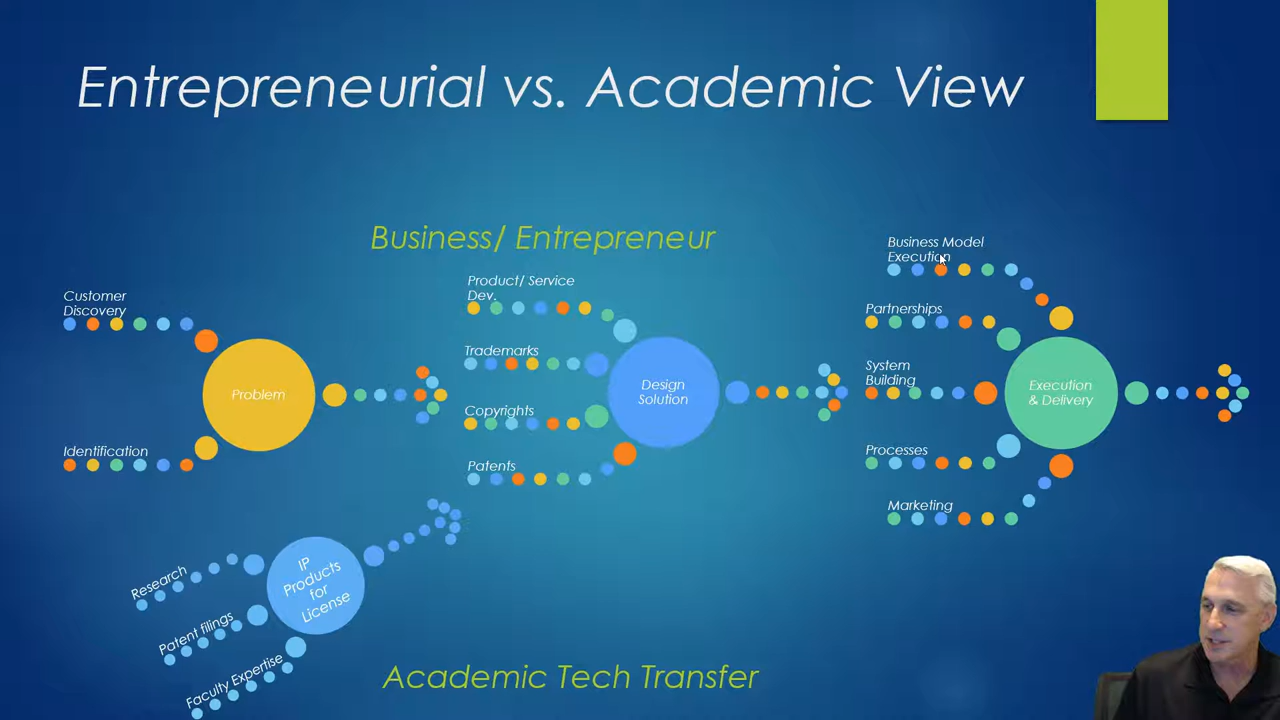 Entrepreneurial vs. Academic View
Business/ Entrepreneur
Customer
Discovery
Identification
Problem
Product/ Service
Dev.
Trademarks
Copyrights
Patents
Design
Solution
Business Model
Execution
Partnerships
System
Building
Processes
Marketing
Execution
& Delivery
Research
Patent filings
Faculty Expertise
IP
Products
for
License
Academic Tech Transfer